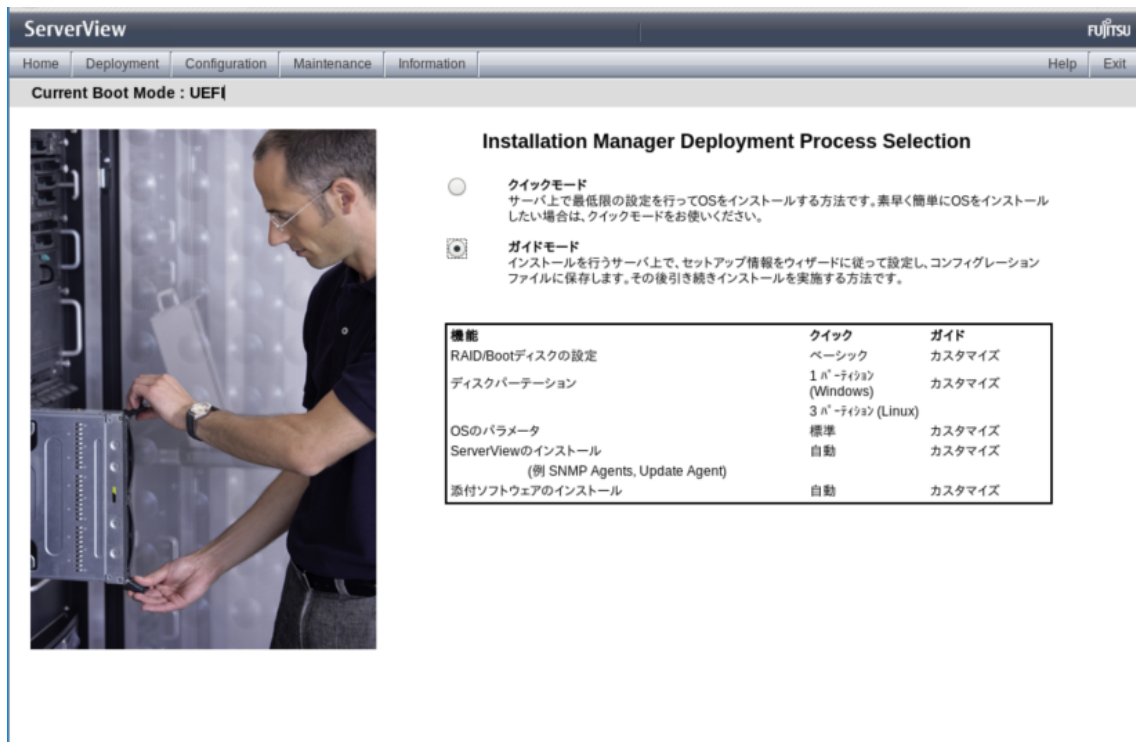 ServerView
FUJITSU
Home Deployment Configuration Maintenance Information Help Exit
Current Boot Mode : UEFI
Installation Manager Deployment Process Selection
クイックモード
サーバ上で最低限の設定を行ってOSをインストールする方法です。素早く簡単にOSをインストール
したい場合は、クイックモードをお使いください。
ガイドモード
インストールを行うサーバ上で、セットアップ情報をウィザードに従って設定し、コンフィグレーション
ファイルに保存します。その後引き続きインストールを実施する方法です。
機能 クイック ガイド
RAID/Bootディスクの設定 ベーシック カスタマイズ
ディスクパーテーション 1 パーティション (Windows) カスタマイズ
3 パーティション (Linux)
OSのパラメータ 標準 カスタマイズ
ServerViewのインストール 自動 カスタマイズ
(例 SNMP Agents, Update Agent)
添付ソフトウェアのインストール 自動 カスタマイズ